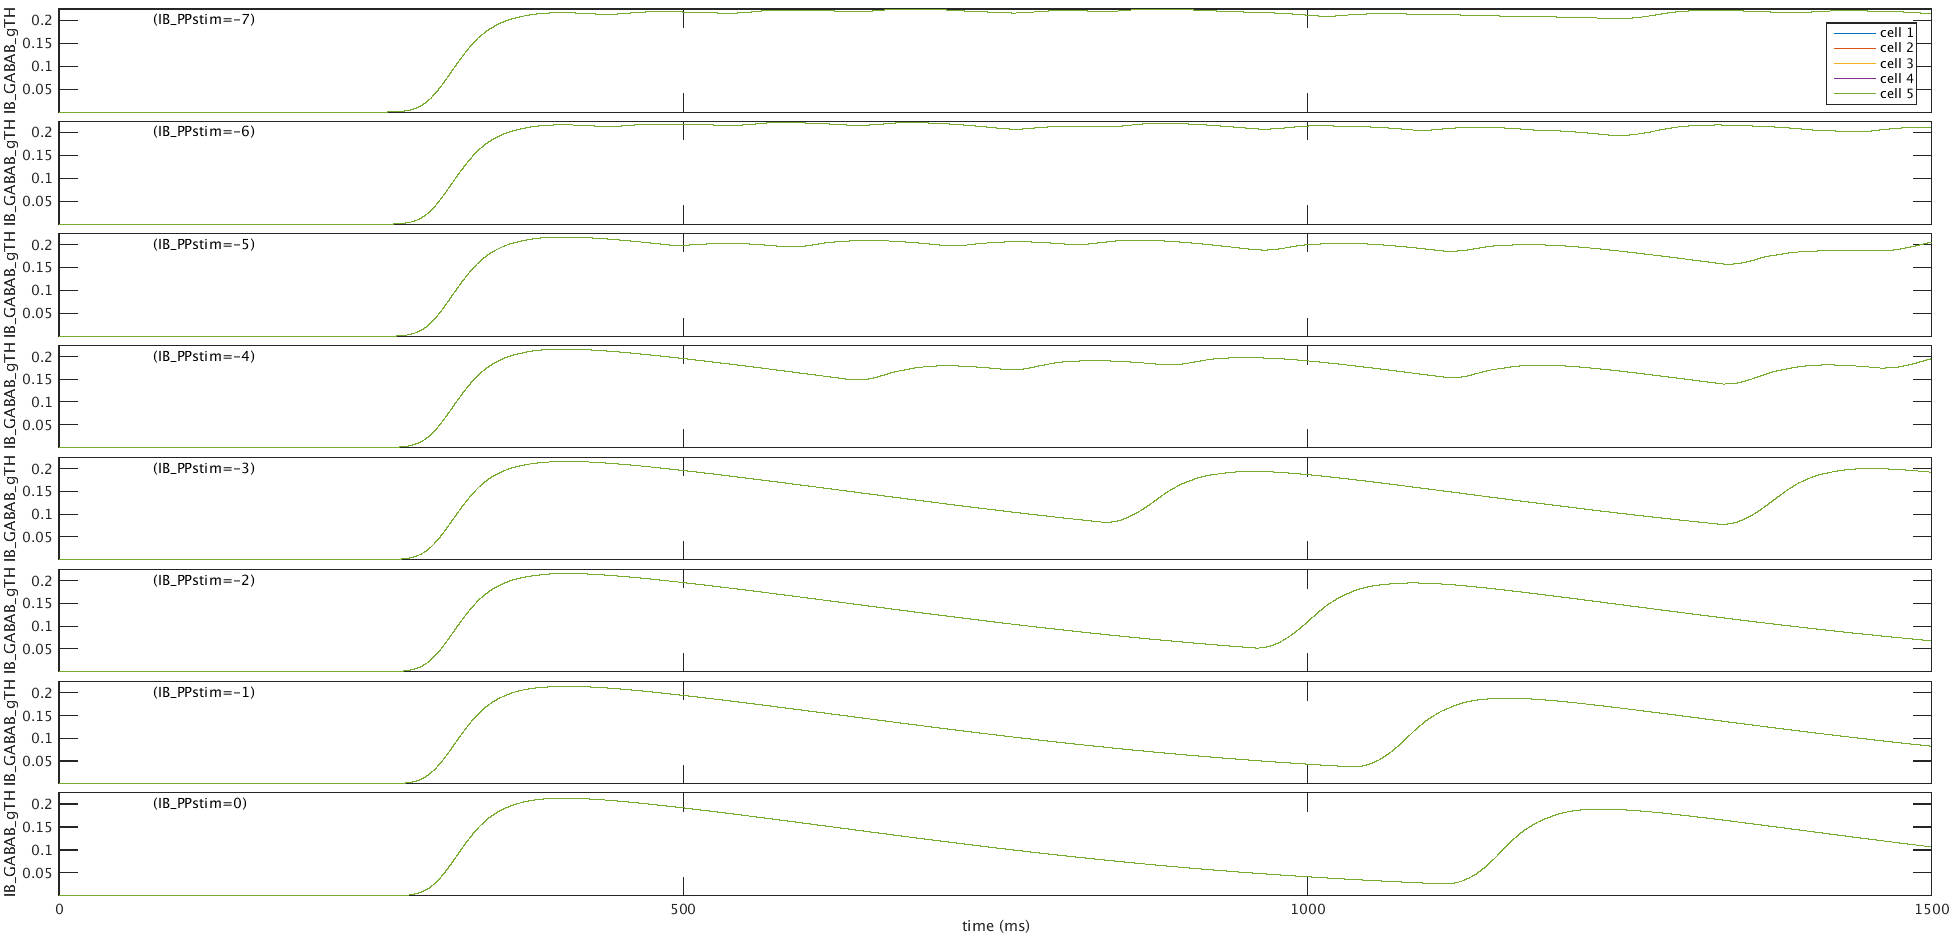 IB_GABAB_gTH
0.2
0.15
0.1
0.05
(IB_PPstim=-7)
cell 1
cell 2
cell 3
cell 4
cell 5
IB_GABAB_gTH
0.2
0.15
0.1
0.05
(IB_PPstim=-6)
IB_GABAB_gTH
0.2
0.15
0.1
0.05
(IB_PPstim=-5)
IB_GABAB_gTH
0.2
0.15
0.1
0.05
(IB_PPstim=-4)
IB_GABAB_gTH
0.2
0.15
0.1
0.05
(IB_PPstim=-3)
IB_GABAB_gTH
0.2
0.15
0.1
0.05
(IB_PPstim=-2)
IB_GABAB_gTH
0.2
0.15
0.1
0.05
(IB_PPstim=-1)
IB_GABAB_gTH
0.2
0.15
0.1
0.05
(IB_PPstim=0)
0 500 1000 1500
time (ms)